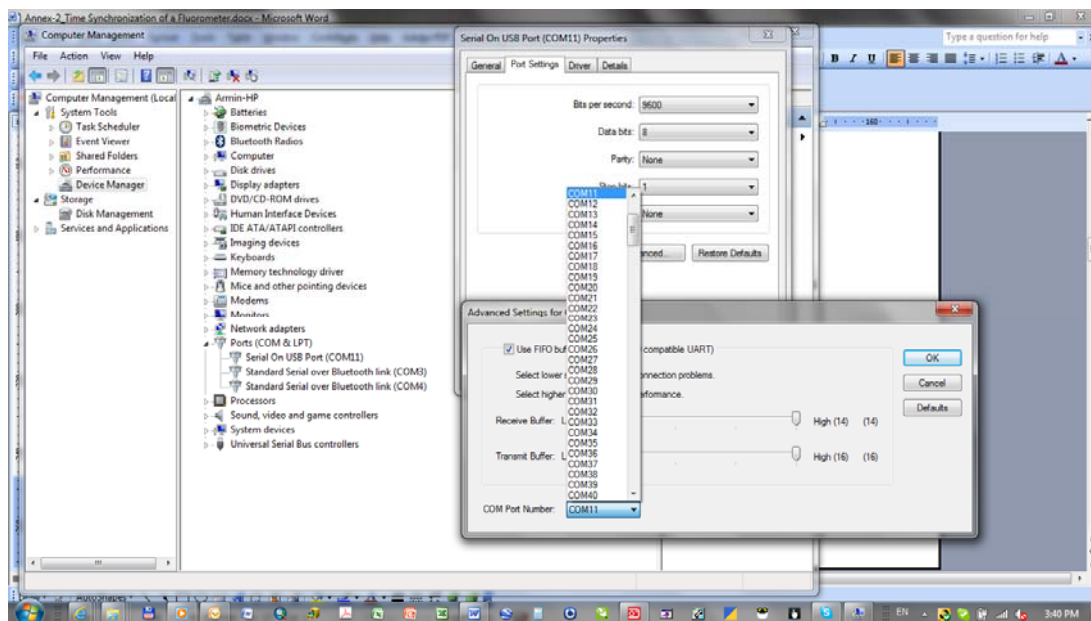 Annex-2_Time Synchronization of a Fluorometer.docx - Microsoft Word
Computer Management
File Action View Help
Computer Management (Local
System Tools
Task Scheduler
Event Viewer
Shared Folders
Performance
Device Manager
Storage
Disk Management
Services and Applications
Armin-HP
Batteries
Biometric Devices
Bluetooth Radios
Computer
Disk drives
Display adapters
DVD/CD-ROM drives
Human Interface Devices
IDE ATA/ATAPI controllers
Imaging devices
Keyboards
Memory technology driver
Mice and other pointing devices
Modems
Monitors
Network adapters
Ports (COM & LPT)
Serial On USB Port (COM11)
Standard Serial over Bluetooth link (COM3)
Standard Serial over Bluetooth link (COM4)
Processors
Sound, video and game controllers
System devices
Universal Serial Bus controllers
Serial On USB Port (COM11) Properties
General Port Settings Driver Details
Bits per second: 9600
Data bits: 8
Parity: None
Stop bits: 1
None
Restore Defaults
Type a question for help
B I U
160
Advanced Settings for
Use FIFO buf compatible UART)
Select lower nnection problems.
Select higher rformance.
Receive Buffer: L High (14) (14)
Transmit Buffer: L High (16) (16)
COM Port Number: COM11
OK
Cancel
Defaults
COM11
COM12
COM13
COM14
COM15
COM16
COM17
COM18
COM19
COM20
COM21
COM22
COM23
COM24
COM25
COM26
COM27
COM28
COM29
COM30
COM31
COM32
COM33
COM34
COM35
COM36
COM37
COM38
COM39
COM40
AutoShapes
EN 3:40 PM